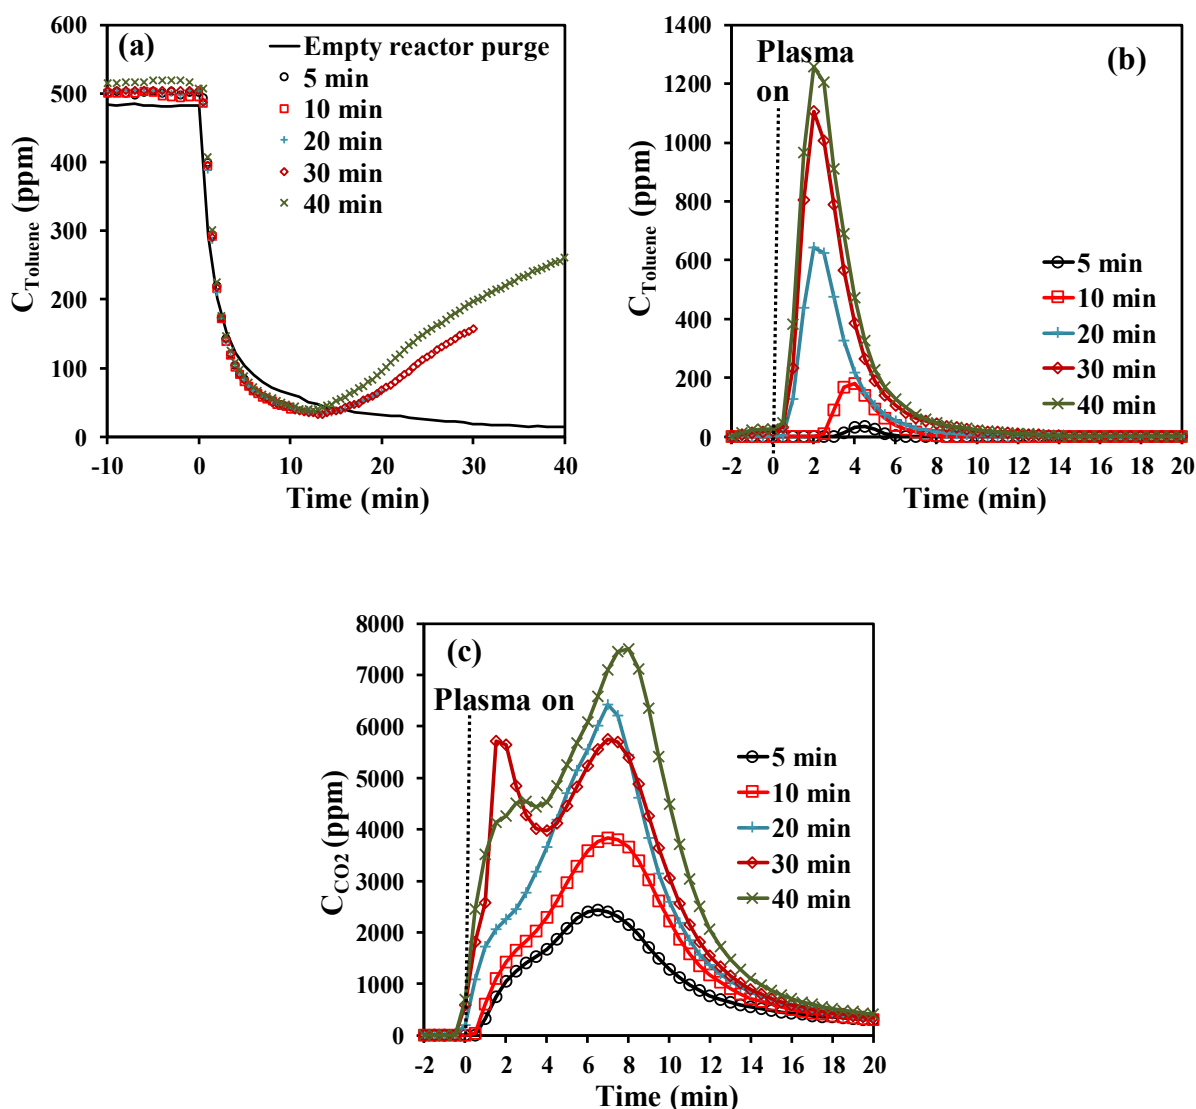 (a)
600
500
400
300
200
100
0
-10 0 10 20 30 40
Time (min)
C_Toluene (ppm)
Empty reactor purge
5 min
10 min
20 min
30 min
40 min
(b)
1400
1200
1000
800
600
400
200
0
-2 0 2 4 6 8 10 12 14 16 18 20
Time (min)
C_Toluene (ppm)
Plasma
on
5 min
10 min
20 min
30 min
40 min
(c)
8000
7000
6000
5000
4000
3000
2000
1000
0
-2 0 2 4 6 8 10 12 14 16 18 20
Time (min)
C_CO2 (ppm)
Plasma on
5 min
10 min
20 min
30 min
40 min